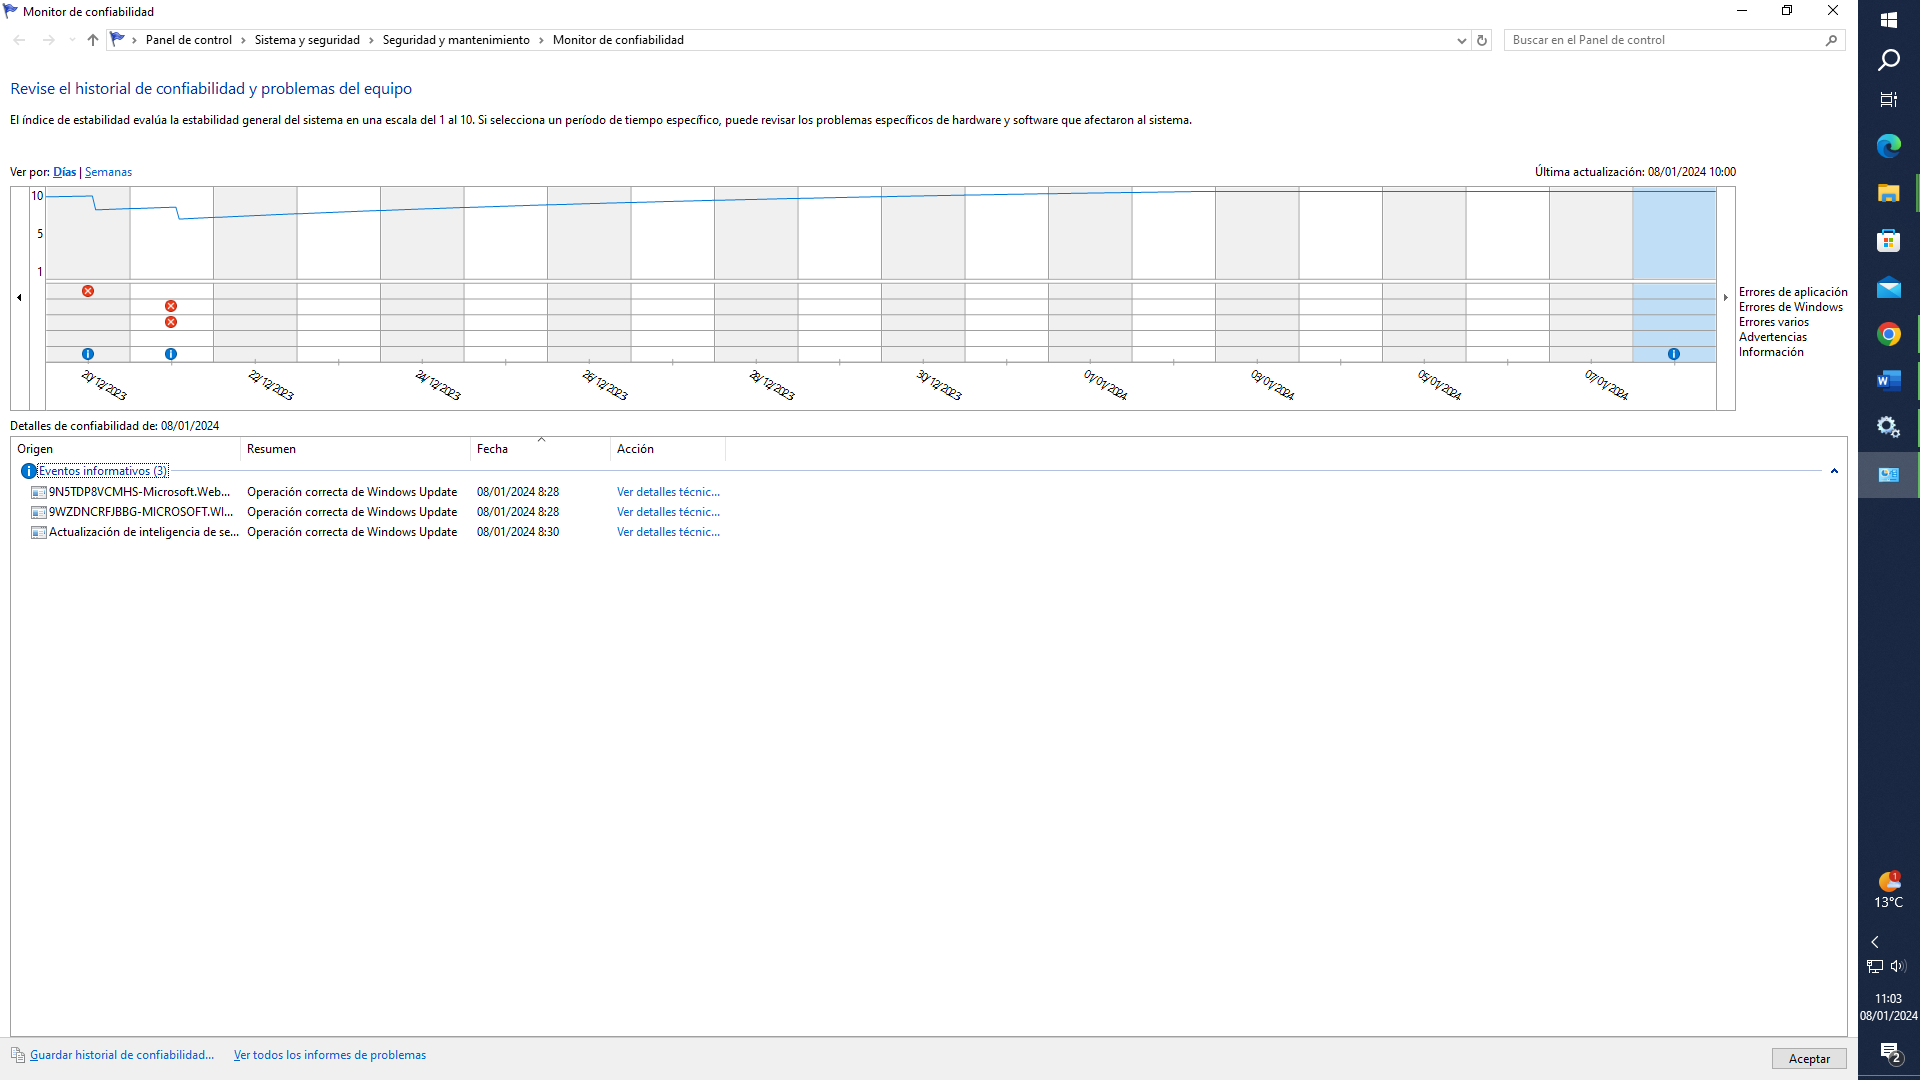 Monitor de confiabilidad
Panel de control
Sistema y seguridad
Seguridad y mantenimiento
Monitor de confiabilidad
Buscar en el Panel de control
Revise el historial de confiabilidad y problemas del equipo
El índice de estabilidad evalúa la estabilidad general del sistema en una escala del 1 al 10. Si selecciona un período de tiempo específico, puede revisar los problemas específicos de hardware y software que afectaron al sistema.
Ver por: Días | Semanas
Última actualización: 08/01/2024 10:00
10
5
1
Errores de aplicación
Errores de Windows
Errores varios
Advertencias
Información
20/12/2023
22/12/2023
24/12/2023
26/12/2023
28/12/2023
30/12/2023
01/01/2024
03/01/2024
05/01/2024
07/01/2024
Detalles de confiabilidad de: 08/01/2024
Origen Resumen Fecha Acción
Eventos informativos (3)
9N5TDP8VCMHS-Microsoft.Web... Operación correcta de Windows Update 08/01/2024 8:28 Ver detalles técnic...
9WZDNCRFJBBG-MICROSOFT.WI... Operación correcta de Windows Update 08/01/2024 8:28 Ver detalles técnic...
Actualización de inteligencia de se... Operación correcta de Windows Update 08/01/2024 8:30 Ver detalles técnic...
Guardar historial de confiabilidad...
Ver todos los informes de problemas
Aceptar
W
1
13°C
11:03
08/01/2024
2